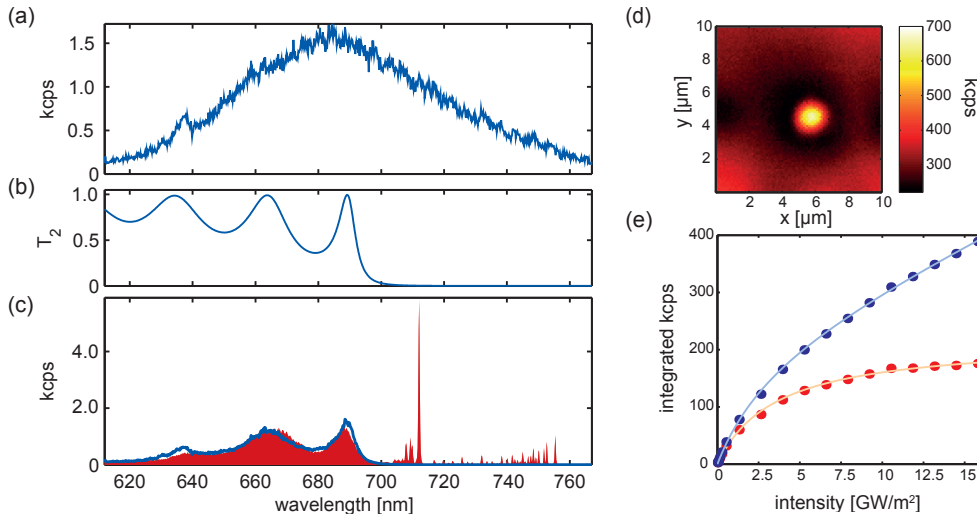 (a)
kcps
1.5
1.0
0.5
0
(b)
T2
1.0
0.5
0
(c)
kcps
4.0
2.0
0
620 640 660 680 700 720 740 760
wavelength [nm]
(d)
y [µm]
10
8
6
4
2
2 4 6 8 10
x [µm]
700
600
500
400
300
kcps
(e)
integrated kcps
400
300
200
100
0
0 2.5 5 7.5 10 12.5 15
intensity [GW/m²]